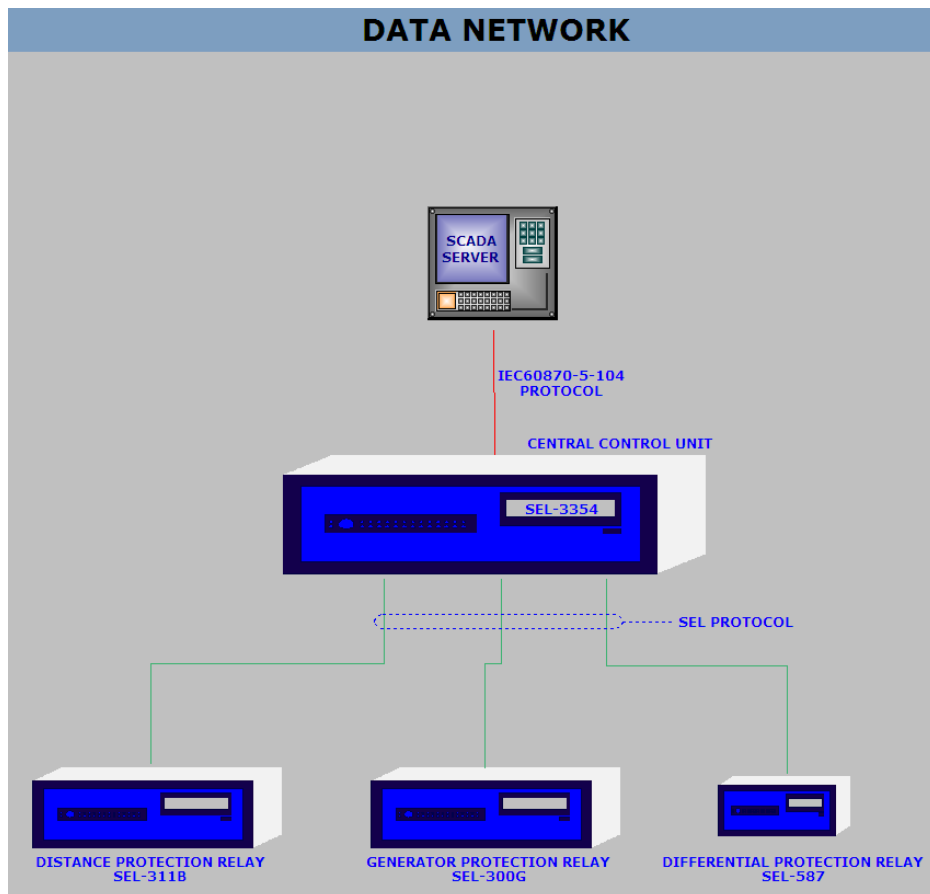 DATA NETWORK
SCADA
SERVER
IEC60870-5-104
PROTOCOL
CENTRAL CONTROL UNIT
SEL-3354
SEL PROTOCOL
DISTANCE PROTECTION RELAY
SEL-311B
GENERATOR PROTECTION RELAY
SEL-300G
DIFFERENTIAL PROTECTION RELAY
SEL-587